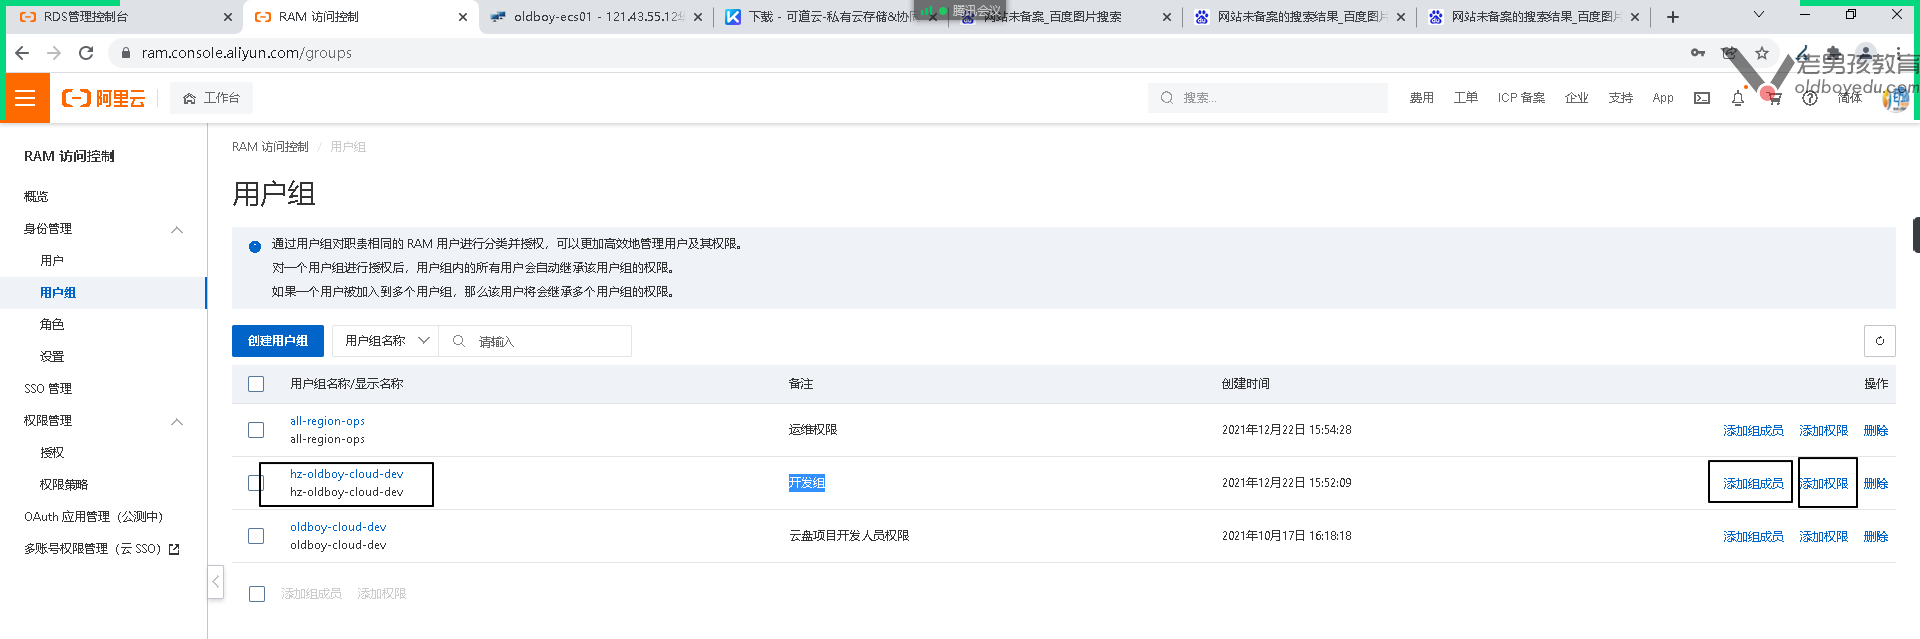 RDS管理控制台
RAM 访问控制
oldboy-ecs01 - 121.43.55.12
下载 - 可道云-私有云存储&协
腾讯会议
网站未备案_百度图片搜索
网站未备案的搜索结果_百度图片
网站未备案的搜索结果_百度图片
ram.console.aliyun.com/groups
老男孩教育
oldboyedu.com
阿里云
工作台
搜索...
费用
工单
ICP 备案
企业
支持
App
简体
RAM 访问控制
概览
身份管理
用户
用户组
角色
设置
SSO 管理
权限管理
授权
权限策略
OAuth 应用管理（公测中）
多账号权限管理（云 SSO）
RAM 访问控制 / 用户组
用户组
通过用户组对职责相同的 RAM 用户进行分类并授权，可以更加高效地管理用户及其权限。
对一个用户组进行授权后，用户组内的所有用户会自动继承该用户组的权限。
如果一个用户被加入到多个用户组，那么该用户将会继承多个用户组的权限。
创建用户组
用户组名称
请输入
用户组名称/显示名称 备注 创建时间 操作
all-region-ops
all-region-ops
运维权限 2021年12月22日 15:54:28 添加组成员 添加权限 删除
hz-oldboy-cloud-dev
hz-oldboy-cloud-dev
开发组 2021年12月22日 15:52:09 添加组成员 添加权限 删除
oldboy-cloud-dev
oldboy-cloud-dev
云盘项目开发人员权限 2021年10月17日 16:18:18 添加组成员 添加权限 删除
添加组成员 添加权限